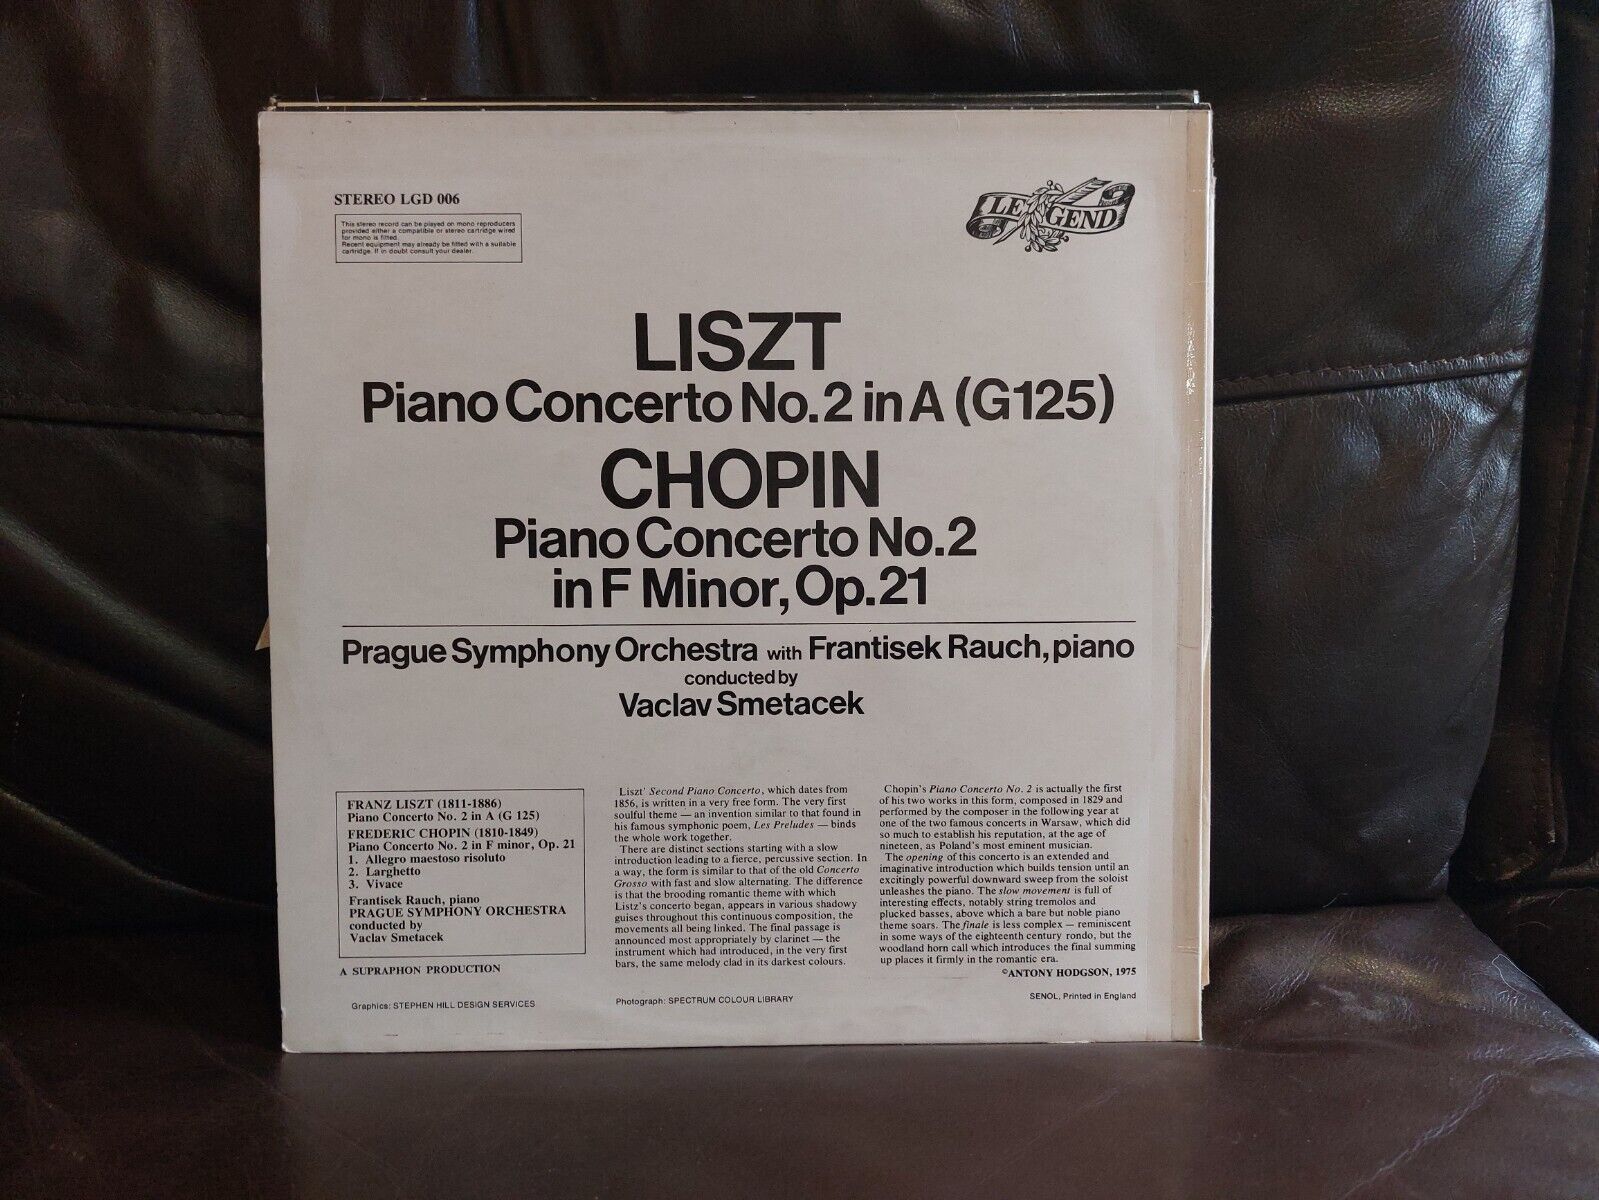 STEREO LGD 006
This stereo record can be played on mono reproducers
provided either a compatible or stereo cartridge wired
for mono is fitted.
Recent equipment may already be fitted with a suitable
cartridge. If in doubt consult your dealer.
LEGEND
LISZT
Piano Concerto No.2 in A (G125)
CHOPIN
Piano Concerto No.2
in F Minor, Op.21
Prague Symphony Orchestra with Frantisek Rauch, piano
conducted by
Vaclav Smetacek
FRANZ LISZT (1811-1886)
Piano Concerto No. 2 in A (G 125)
FREDERIC CHOPIN (1810-1849)
Piano Concerto No. 2 in F minor, Op. 21
1. Allegro maestoso risoluto
2. Larghetto
3. Vivace
Frantisek Rauch, piano
PRAGUE SYMPHONY ORCHESTRA
conducted by
Vaclav Smetacek
A SUPRAPHON PRODUCTION
Graphics: STEPHEN HILL DESIGN SERVICES
Liszt' Second Piano Concerto, which dates from
1856, is written in a very free form. The very first
soulful theme — an invention similar to that found in
his famous symphonic poem, Les Preludes — binds
the whole work together.
There are distinct sections starting with a slow
introduction leading to a fierce, percussive section. In
a way, the form is similar to that of the old Concerto
Grosso with fast and slow alternating. The difference
is that the brooding romantic theme with which
Liszt's concerto began, appears in various shadowy
guises throughout this continuous composition, the
movements all being linked. The final passage is
announced most appropriately by clarinet — the
instrument which had introduced, in the very first
bars, the same melody clad in its darkest colours.
Photograph: SPECTRUM COLOUR LIBRARY
Chopin's Piano Concerto No. 2 is actually the first
of his two works in this form, composed in 1829 and
performed by the composer in the following year at
one of the two famous concerts in Warsaw, which did
so much to establish his reputation, at the age of
nineteen, as Poland's most eminent musician.
The opening of this concerto is an extended and
imaginative introduction which builds tension until an
excitingly powerful downward sweep from the soloist
unleashes the piano. The slow movement is full of
interesting effects, notably string tremolos and
plucked basses, above which a bare but noble piano
theme soars. The finale is less complex — reminiscent
in some ways of the eighteenth century rondo, but the
woodland horn call which introduces the final summing
up places it firmly in the romantic era.
©ANTONY HODGSON, 1975
SENOL, Printed in England